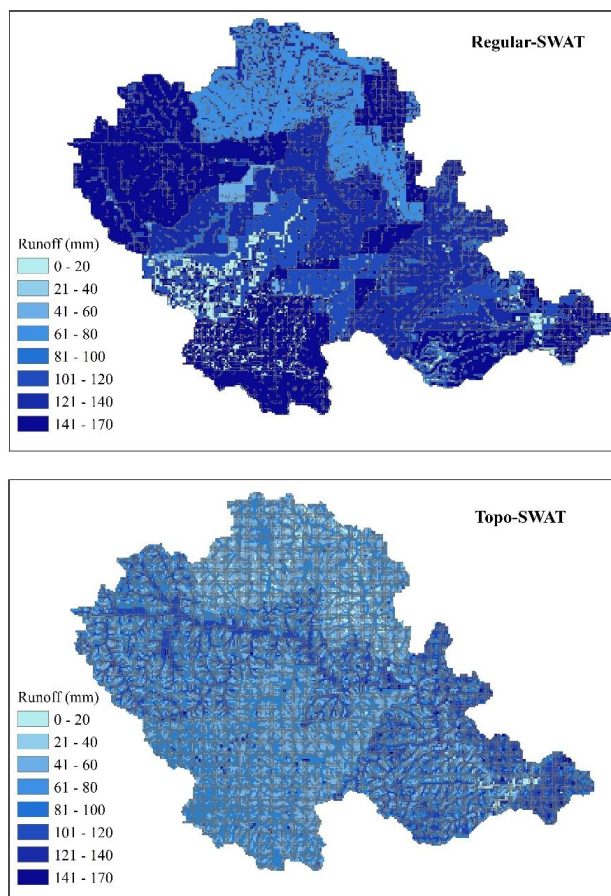 Regular-SWAT
Runoff (mm)
0 - 20
21 - 40
41 - 60
61 - 80
81 - 100
101 - 120
121 - 140
141 - 170
Topo-SWAT
Runoff (mm)
0 - 20
21 - 40
41 - 60
61 - 80
81 - 100
101 - 120
121 - 140
141 - 170